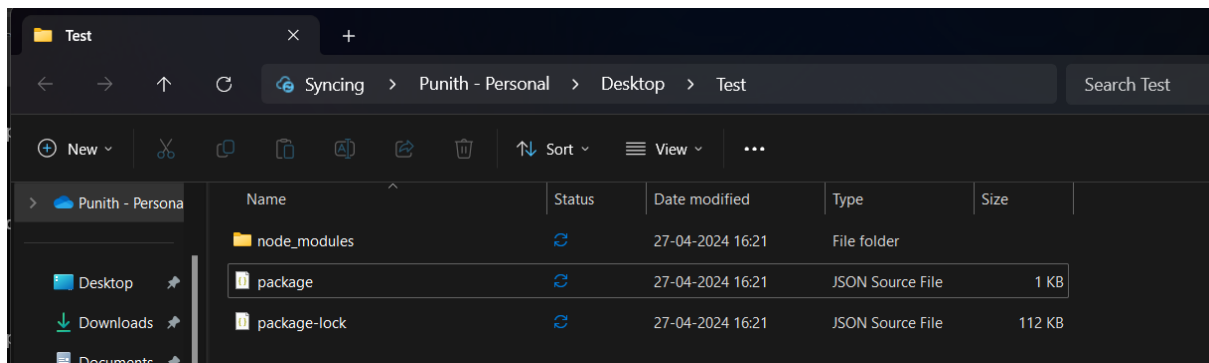 Test
Syncing > Punith - Personal > Desktop > Test
Search Test
New
Sort
View
Punith - Persona
Name Status Date modified Type Size
node_modules 27-04-2024 16:21 File folder
Desktop
package 27-04-2024 16:21 JSON Source File 1 KB
Downloads
package-lock 27-04-2024 16:21 JSON Source File 112 KB
Documents